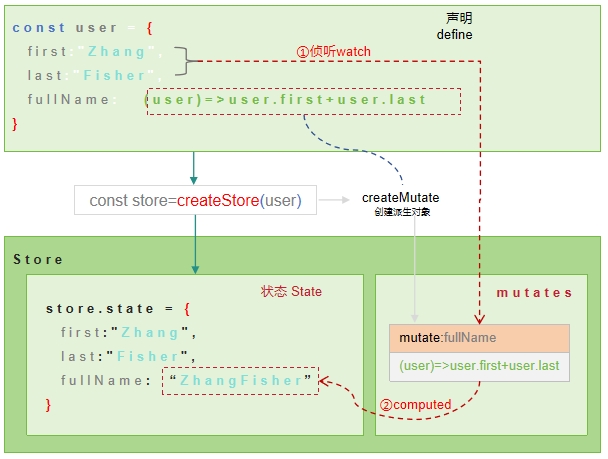 声明
define
const user = {
first:"Zhang",
last:"Fisher",
fullName: (user)=>user.first+user.last
}
①侦听watch
const store=createStore(user)
createMutate
创建派生对象
Store
状态 State
store.state = {
first:"Zhang",
last:"Fisher",
fullName: “ZhangFisher”
}
mutates
mutate:fullName
(user)=>user.first+user.last
②computed